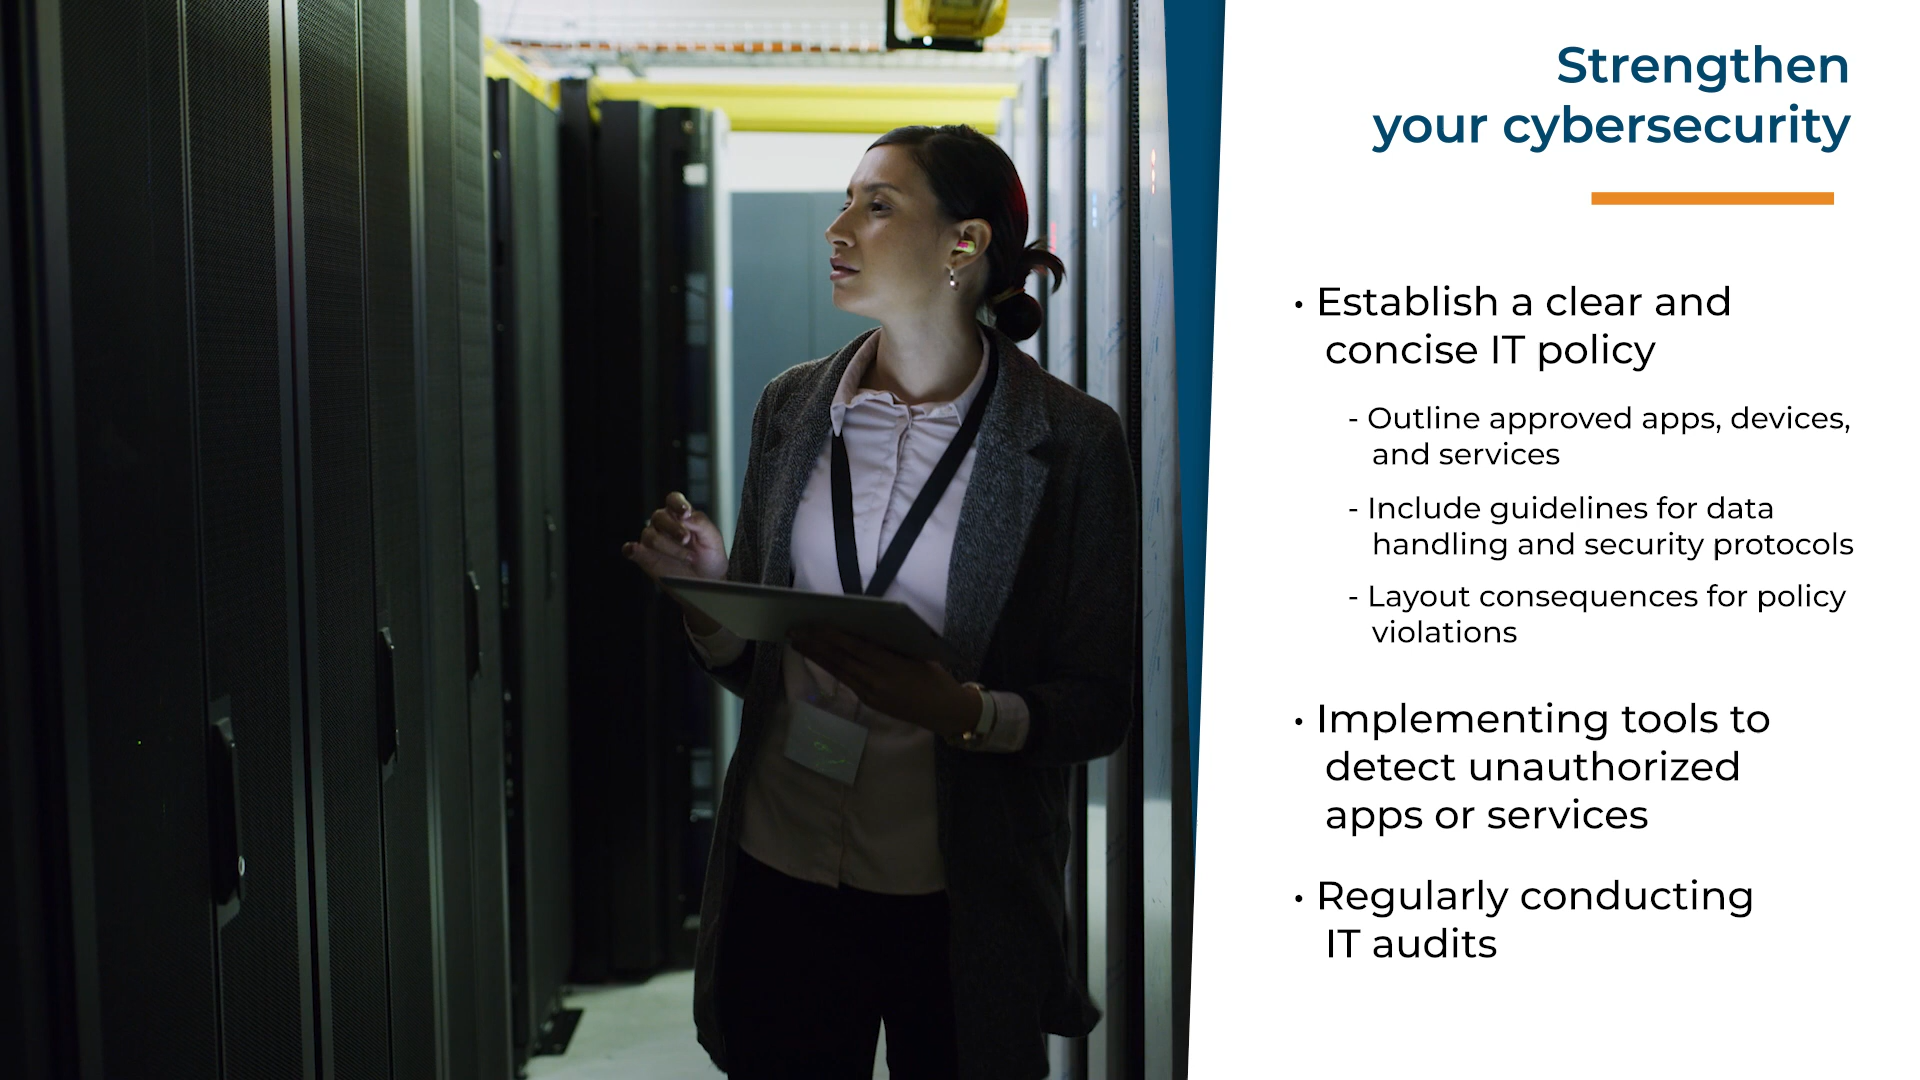 Strengthen
your cybersecurity
• Establish a clear and
concise IT policy
- Outline approved apps, devices,
and services
- Include guidelines for data
handling and security protocols
- Layout consequences for policy
violations
• Implementing tools to
detect unauthorized
apps or services
• Regularly conducting
IT audits